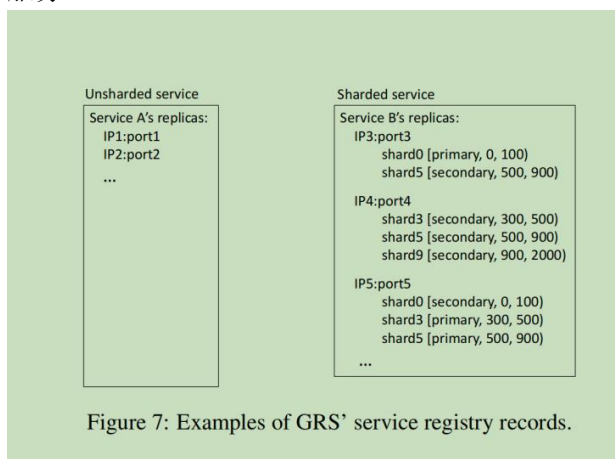 Unsharded service
Service A's replicas:
IP1:port1
IP2:port2
...
Sharded service
Service B's replicas:
IP3:port3
shard0 [primary, 0, 100)
shard5 [secondary, 500, 900)
IP4:port4
shard3 [secondary, 300, 500)
shard5 [secondary, 500, 900)
shard9 [secondary, 900, 2000)
IP5:port5
shard0 [secondary, 0, 100)
shard3 [primary, 300, 500)
shard5 [primary, 500, 900)
...
Figure 7: Examples of GRS' service registry records.